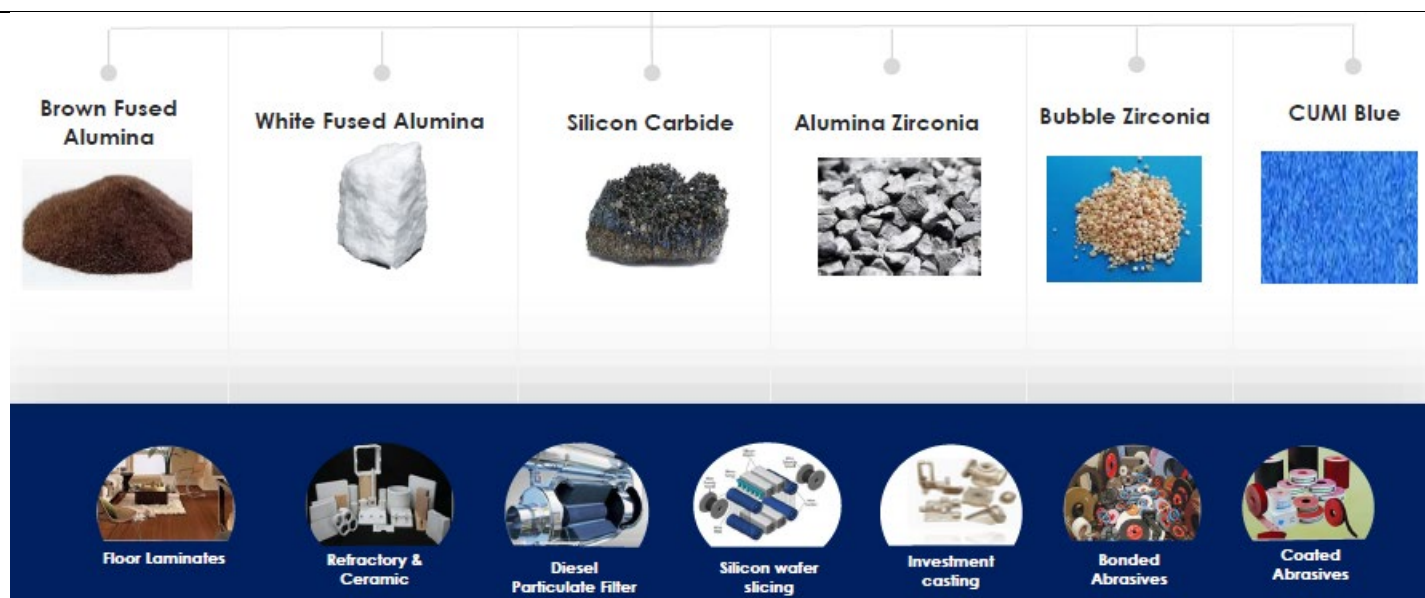 Brown Fused
Alumina
White Fused Alumina
Silicon Carbide
Alumina Zirconia
Bubble Zirconia
CUMI Blue
Floor Laminates
Refractory &
Ceramic
Diesel
Particulate Filter
Silicon wafer
slicing
Investment
casting
Bonded
Abrasives
Coated
Abrasives